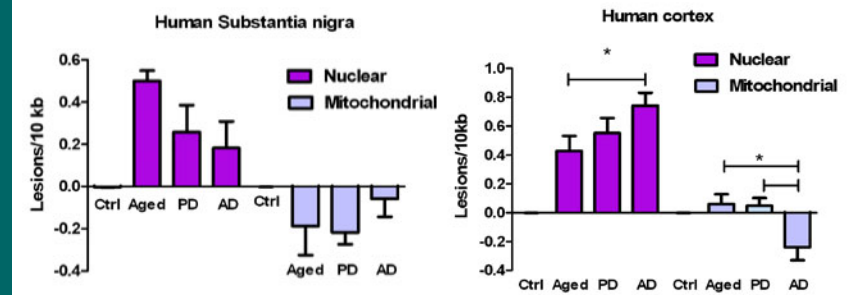 Human Substantia nigra
Lesions/10 kb
0.6
0.4
0.2
0.0
-0.2
-0.4
Nuclear
Mitochondrial
Ctrl Aged PD AD Ctrl
Aged PD AD
Human cortex
Lesions/10kb
1.0
0.8
0.6
0.4
0.2
0.0
-0.2
-0.4
*
Nuclear
Mitochondrial
*
Ctrl Aged PD AD Ctrl Aged PD AD